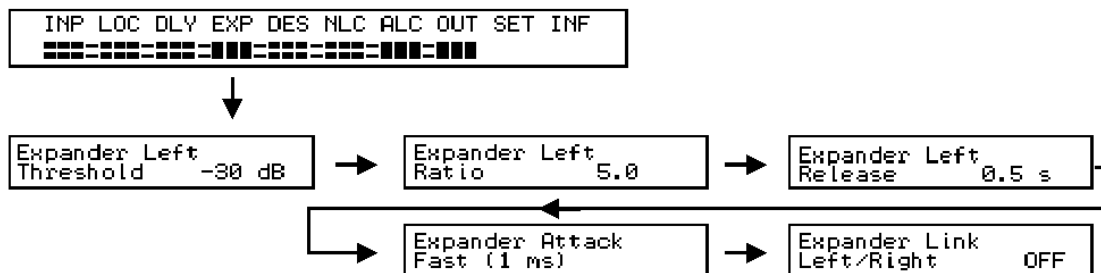 INP LOC DLY EXP DES NLC ALC OUT SET INF
Expander Left
Threshold -30 dB
Expander Left
Ratio 5.0
Expander Left
Release 0.5 s
Expander Attack
Fast (1 ms)
Expander Link
Left/Right OFF